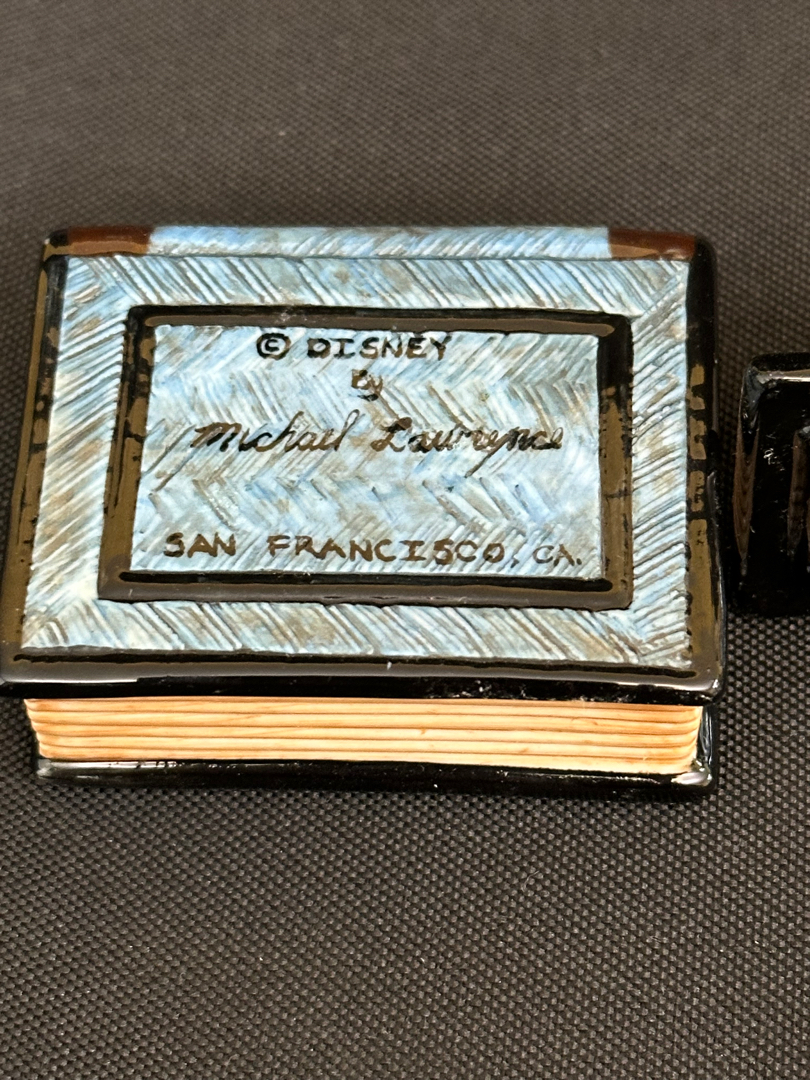 © DISNEY
By
Michael Lawrence
SAN FRANCISCO, CA.